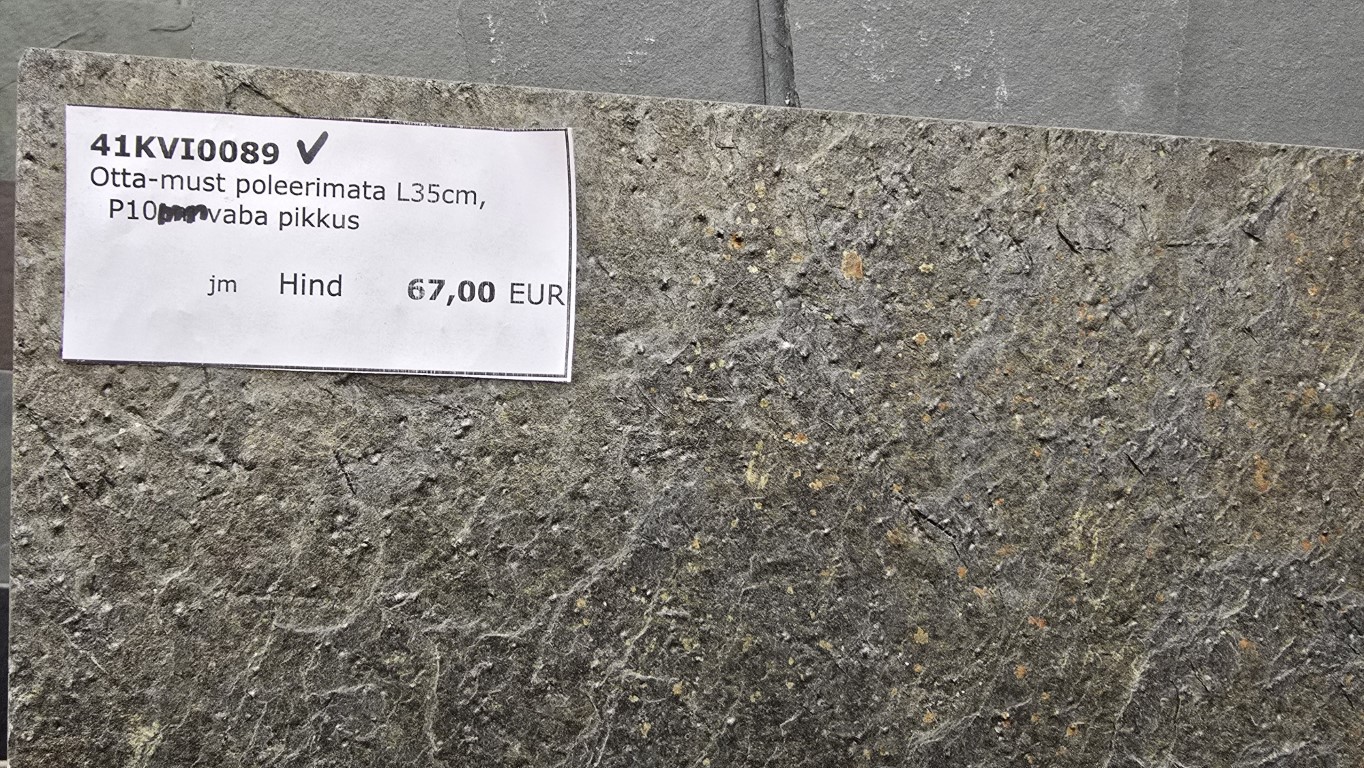 41KVI0089 ✓
Otta-must poleerimata L35cm,
P10 vaba pikkus
jm Hind 67,00 EUR